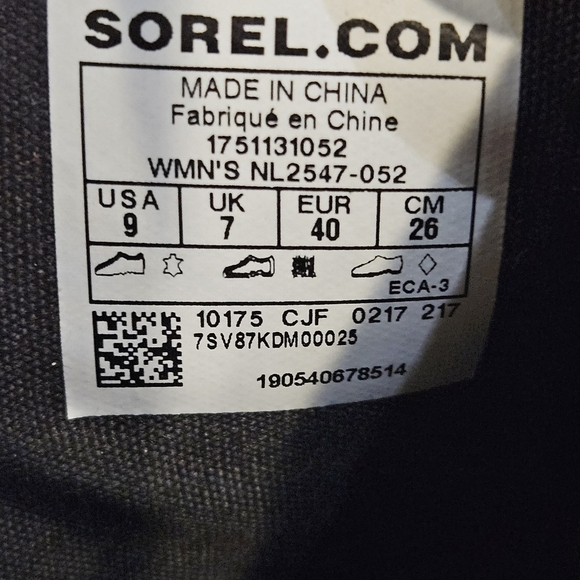 SOREL.COM
MADE IN CHINA
Fabriqué en Chine
1751131052
WMN'S NL2547-052
USA UK EUR CM
9 7 40 26
ECA-3
10175 CJF 0217 217
7SV87KDM00025
190540678514